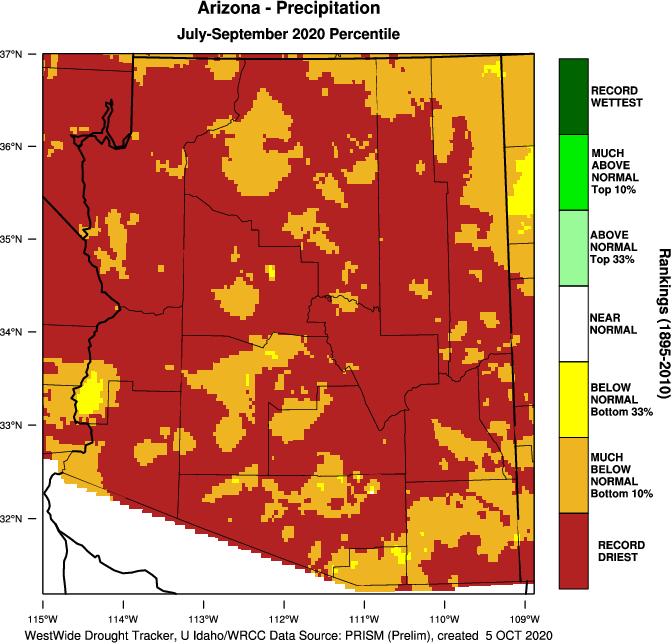 Arizona - Precipitation
July-September 2020 Percentile
37°N
36°N
35°N
34°N
33°N
32°N
115°W 114°W 113°W 112°W 111°W 110°W 109°W
RECORD
WETTEST
MUCH
ABOVE
NORMAL
Top 10%
ABOVE
NORMAL
Top 33%
NEAR
NORMAL
BELOW
NORMAL
Bottom 33%
MUCH
BELOW
NORMAL
Bottom 10%
RECORD
DRIEST
Rankings (1895-2010)
WestWide Drought Tracker, U Idaho/WRCC Data Source: PRISM (Prelim), created 5 OCT 2020